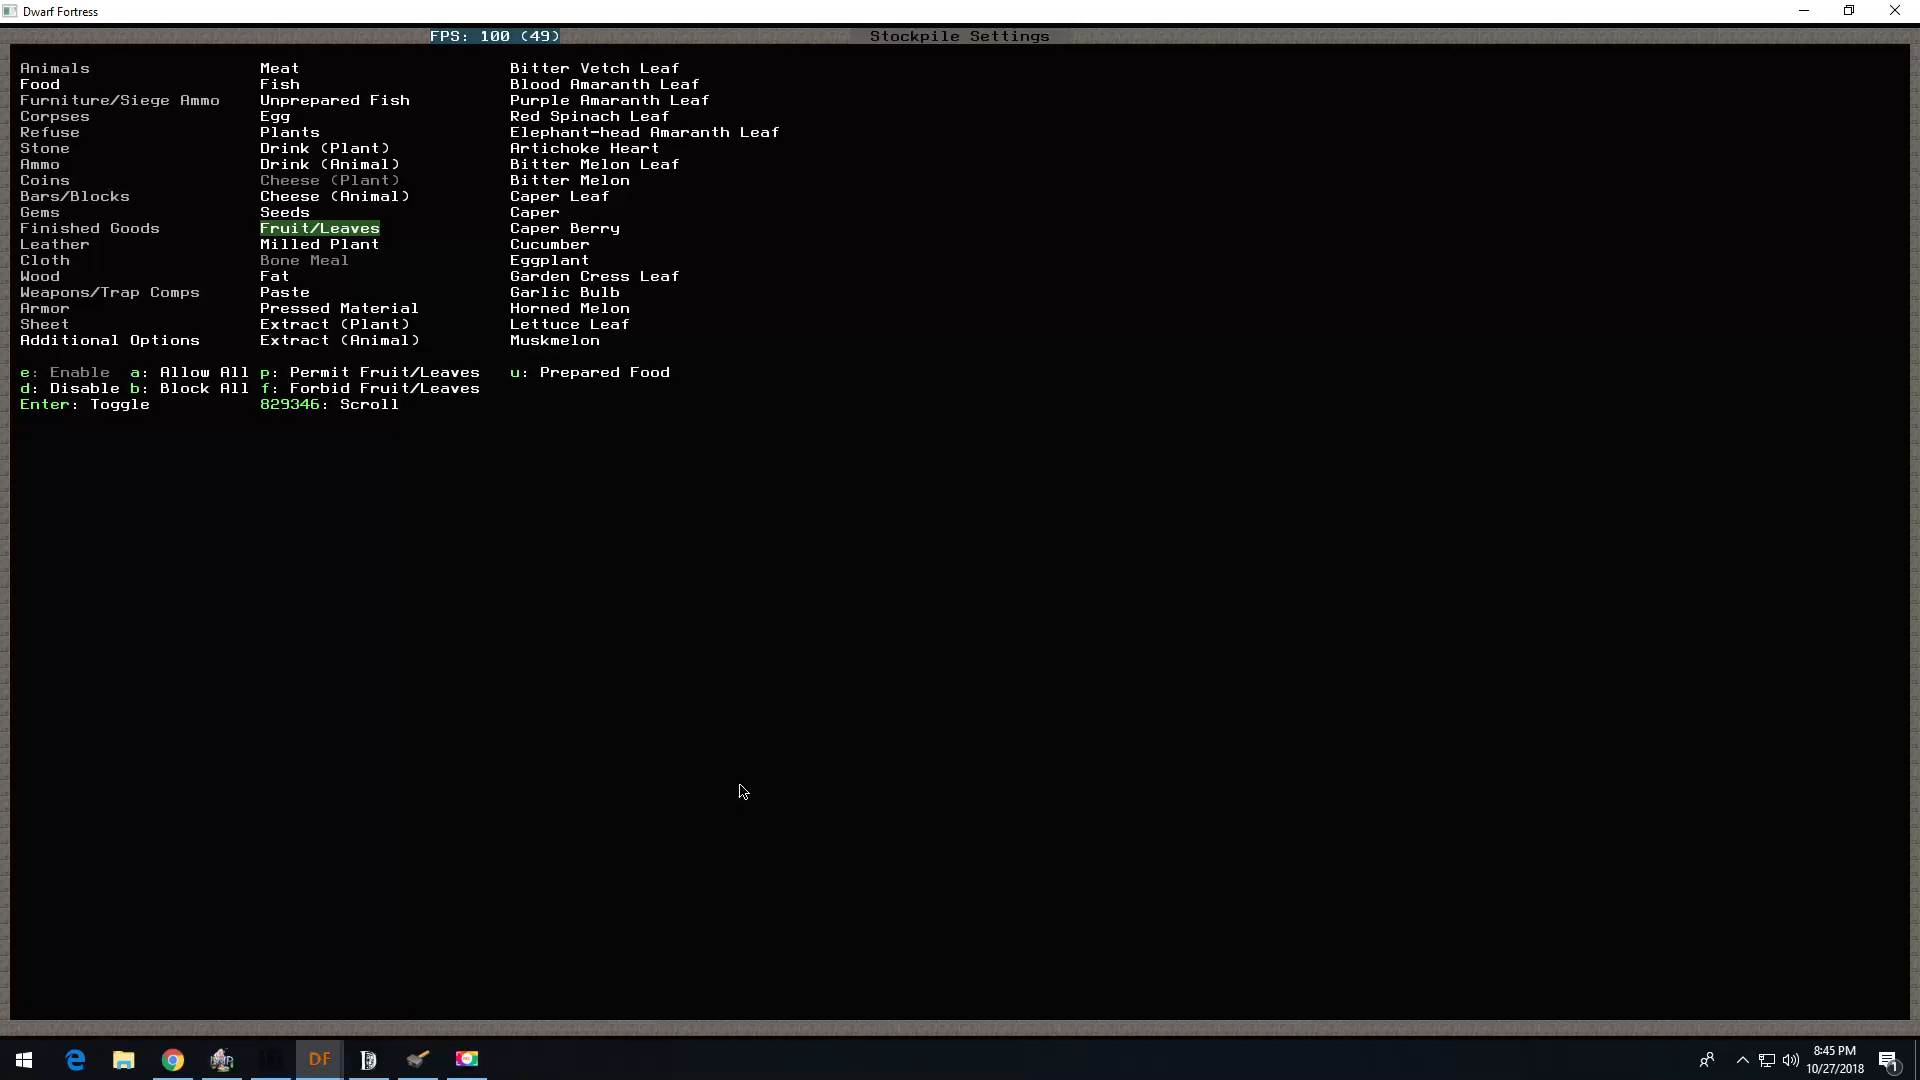 Dwarf Fortress
FPS: 100 (49) Stockpile Settings
Animals Meat Bitter Vetch Leaf
Food Fish Blood Amaranth Leaf
Furniture/Siege Ammo Unprepared Fish Purple Amaranth Leaf
Corpses Egg Red Spinach Leaf
Refuse Plants Elephant-head Amaranth Leaf
Stone Drink (Plant) Artichoke Heart
Ammo Drink (Animal) Bitter Melon Leaf
Coins Cheese (Plant) Bitter Melon
Bars/Blocks Cheese (Animal) Caper Leaf
Gems Seeds Caper
Finished Goods Fruit/Leaves Caper Berry
Leather Milled Plant Cucumber
Cloth Bone Meal Eggplant
Wood Fat Garden Cress Leaf
Weapons/Trap Comps Paste Garlic Bulb
Armor Pressed Material Horned Melon
Sheet Extract (Plant) Lettuce Leaf
Additional Options Extract (Animal) Muskmelon
e: Enable a: Allow All p: Permit Fruit/Leaves u: Prepared Food
d: Disable b: Block All f: Forbid Fruit/Leaves
Enter: Toggle 829346: Scroll
DF
8:45 PM
10/27/2018
1